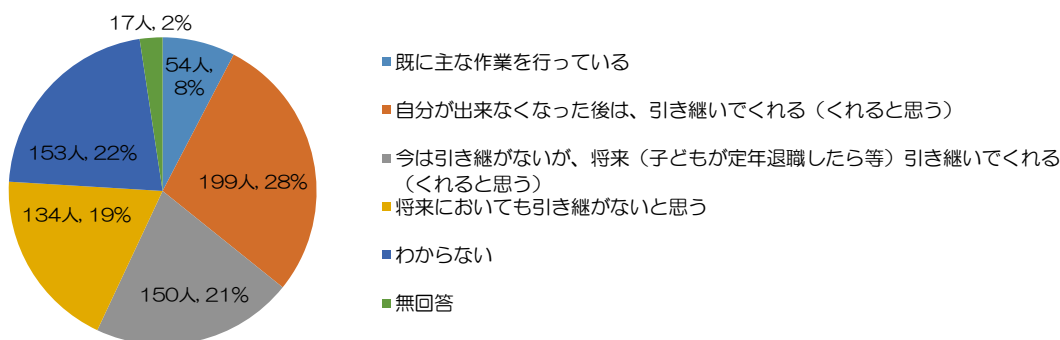 17人, 2%
54人,
8%
199人, 28%
150人, 21%
134人, 19%
153人, 22%
既に主な作業を行っている
自分が出来なくなった後は、引き継いでくれる（くれると思う）
今は引き継がないが、将来（子どもが定年退職したら等）引き継いでくれる
（くれると思う）
将来においても引き継がないと思う
わからない
無回答